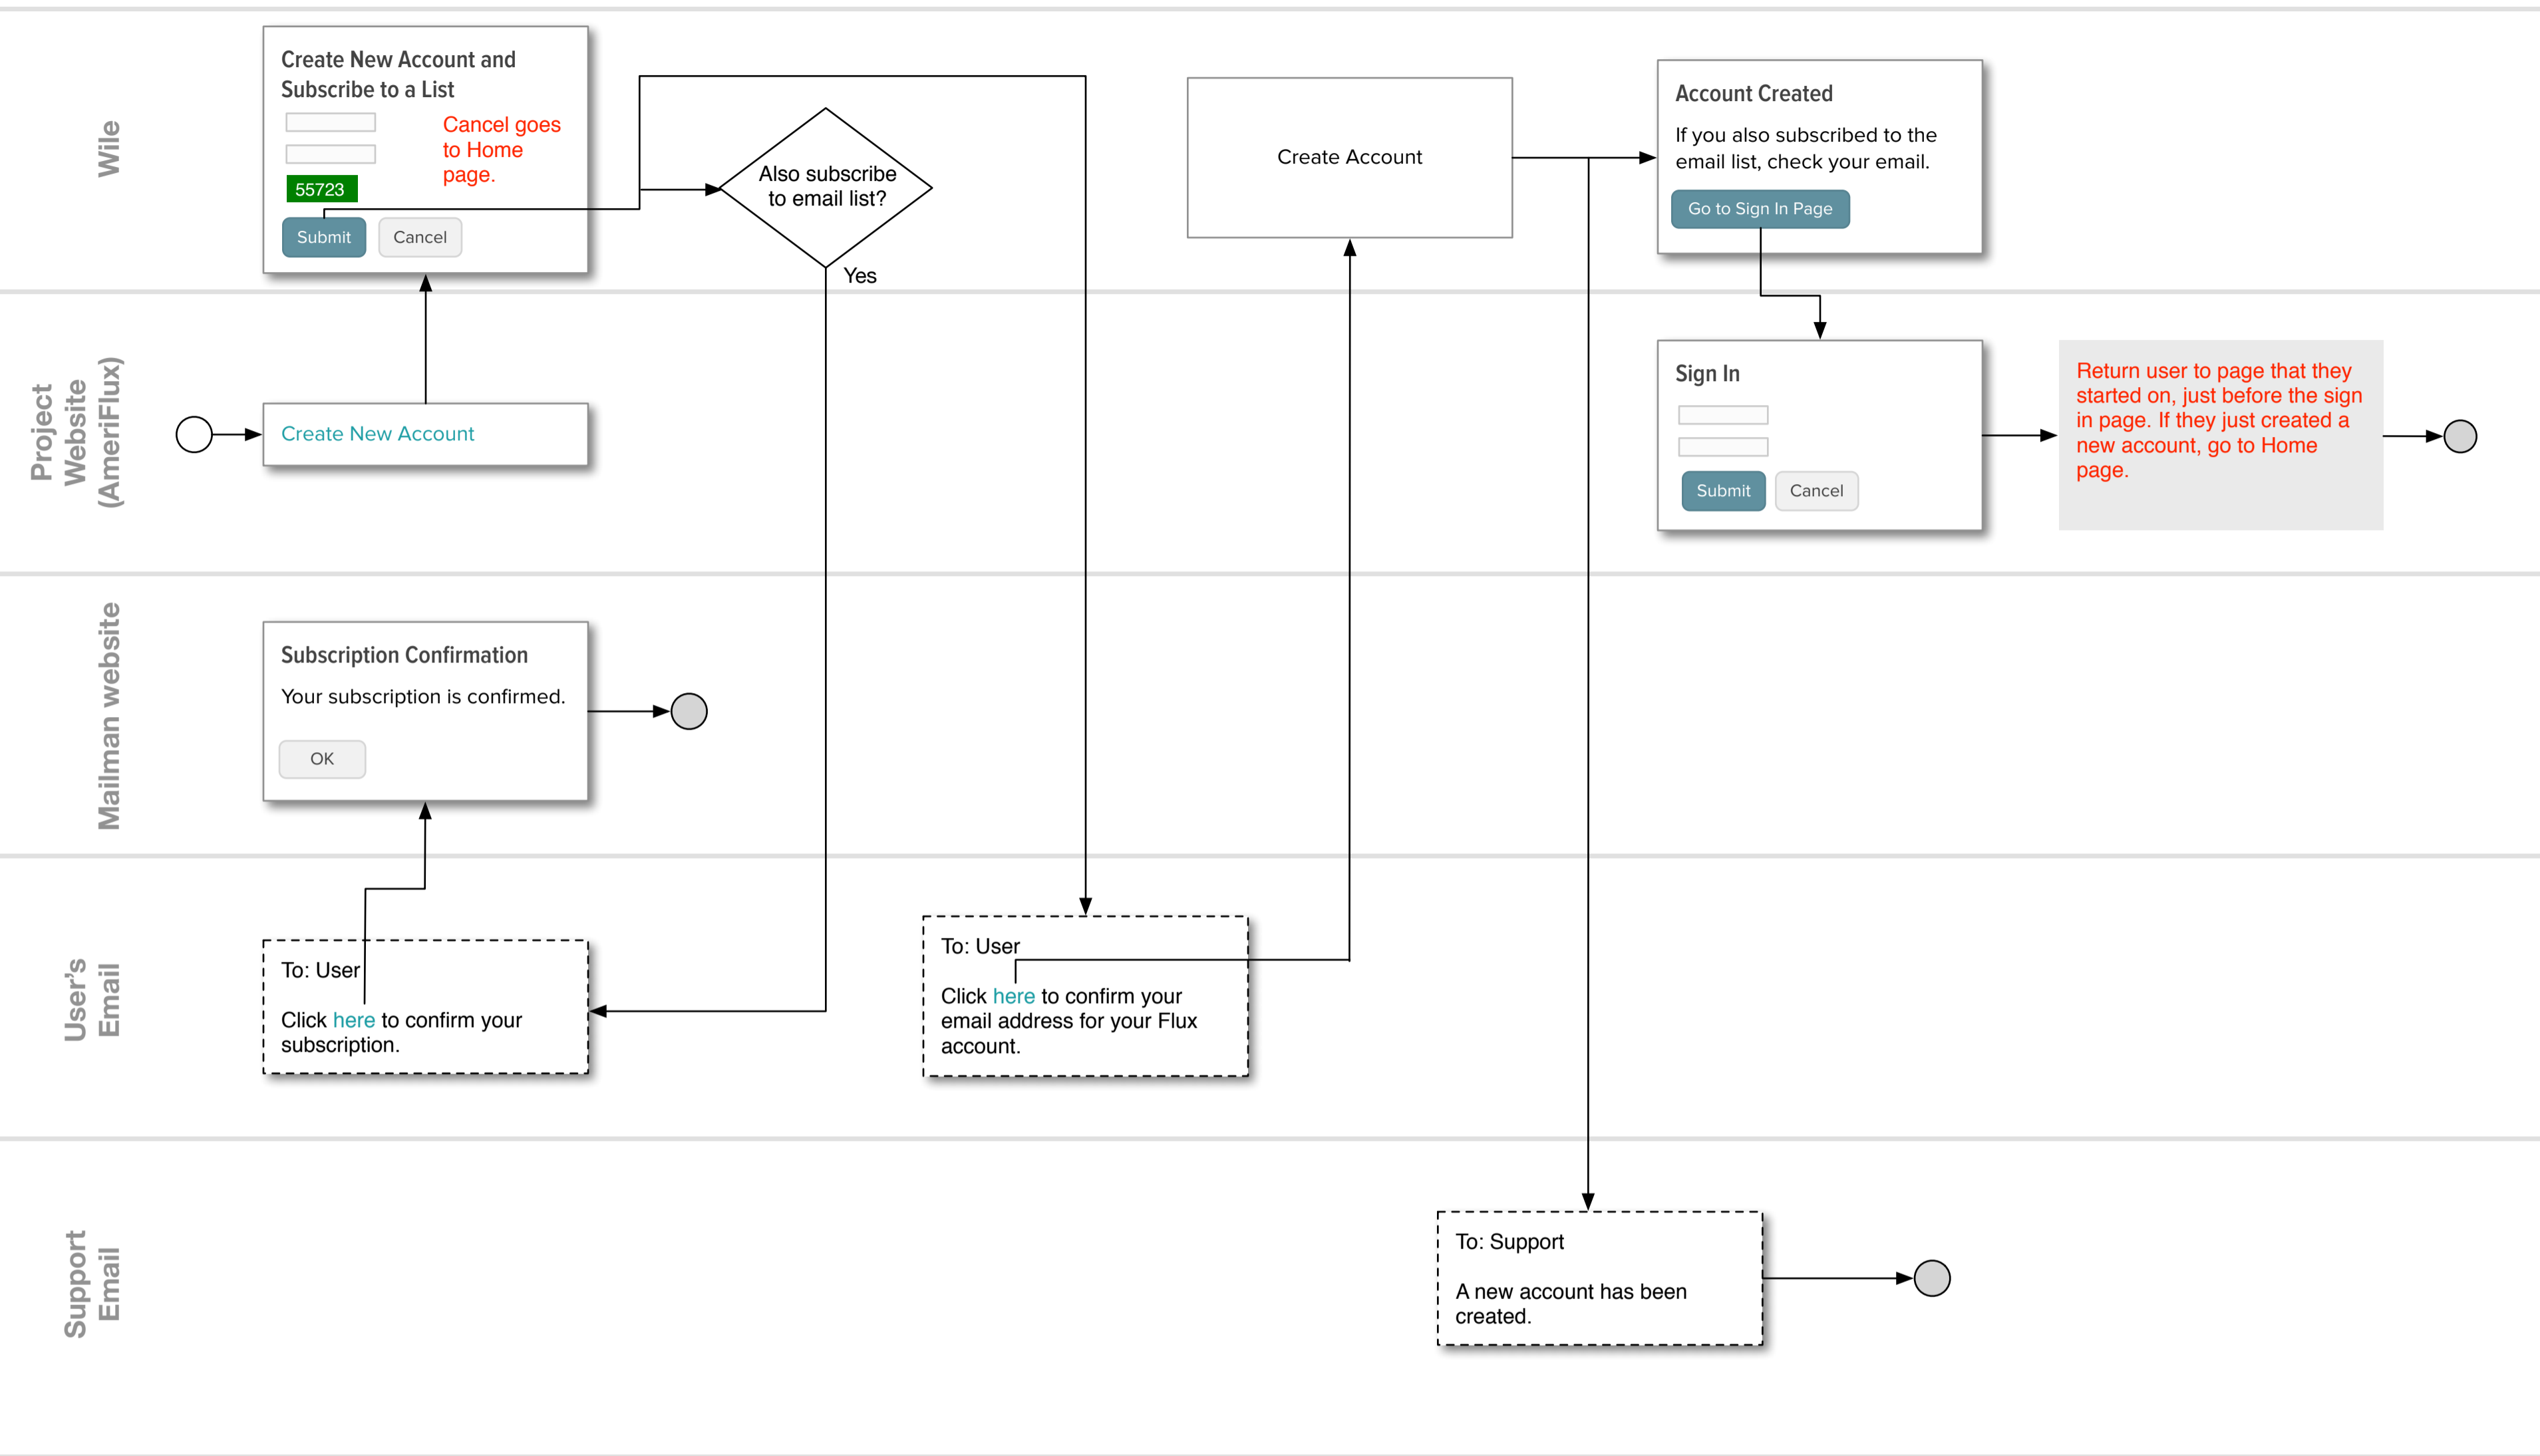 Wile
Create New Account and
Subscribe to a List
Cancel goes
to Home
page.
55723
Submit
Cancel
Also subscribe
to email list?
Yes
Create Account
Account Created
If you also subscribed to the
email list, check your email.
Go to Sign In Page
Project
Website
(AmeriFlux)
Create New Account
Sign In
Submit
Cancel
Return user to page that they
started on, just before the sign
in page. If they just created a
new account, go to Home
page.
Mailman website
Subscription Confirmation
Your subscription is confirmed.
OK
User's
Email
To: User
Click here to confirm your
subscription.
To: User
Click here to confirm your
email address for your Flux
account.
Support
Email
To: Support
A new account has been
created.